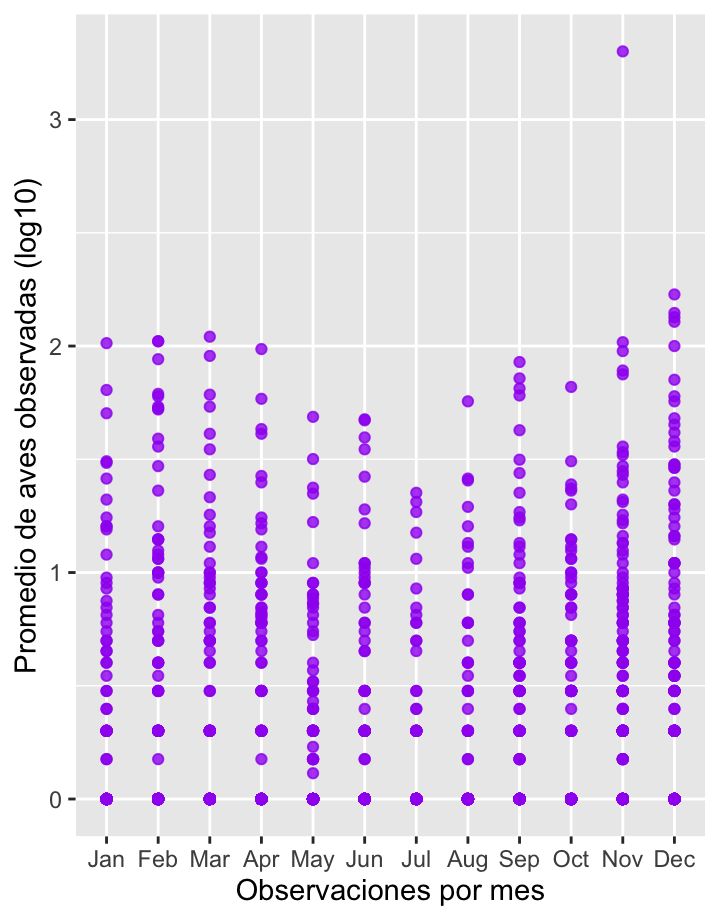 Promedio de aves observadas (log10)
3
2
1
0
Jan Feb Mar Apr May Jun Jul Aug Sep Oct Nov Dec
Observaciones por mes